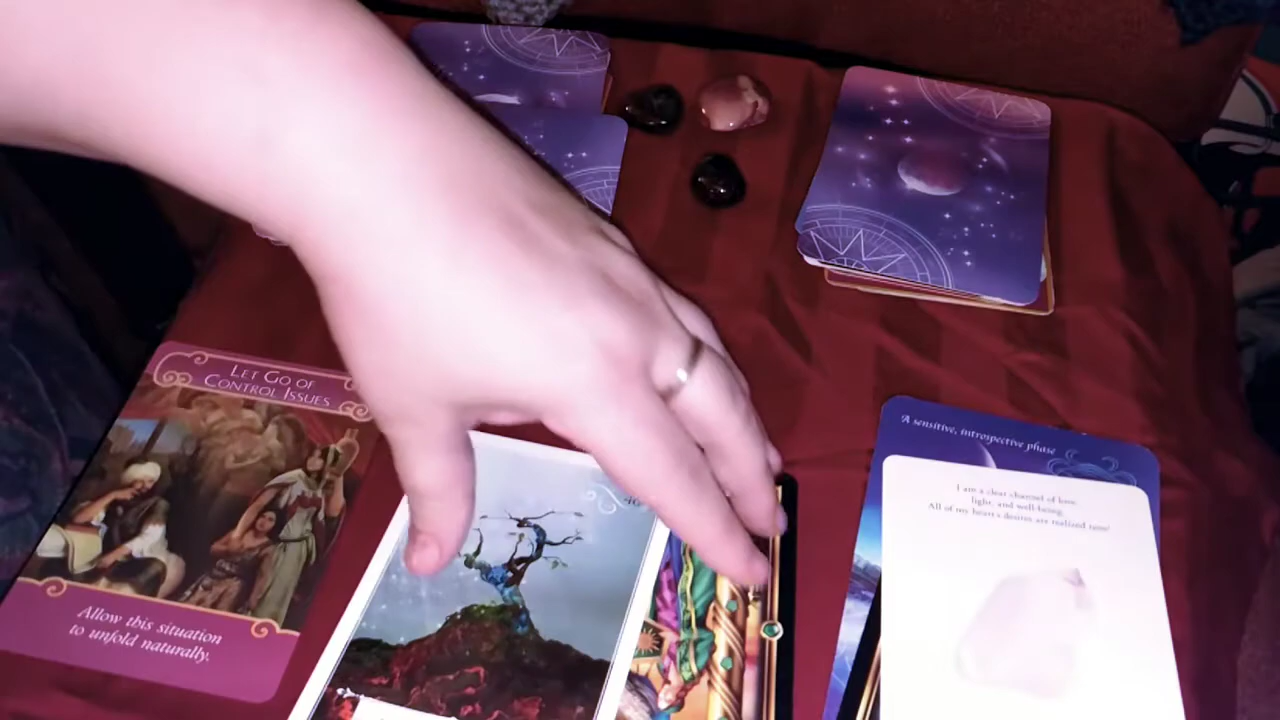 LET GO OF
CONTROL ISSUES
Allow this situation
to unfold naturally.
A sensitive, introspective phase
I am a clear channel of love,
light, and well-being.
All of my heart's desires are realized now!